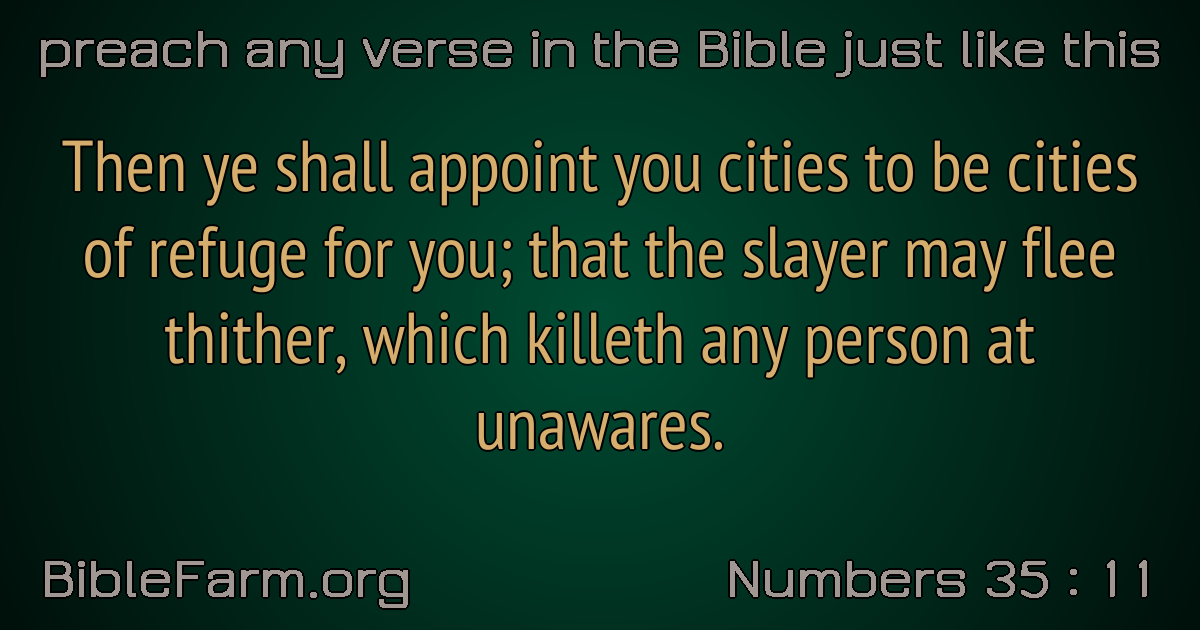 preach any verse in the Bible just like this
Then ye shall appoint you cities to be cities
of refuge for you; that the slayer may flee
thither, which killeth any person at
unawares.
BibleFarm.org
Numbers 35 : 11